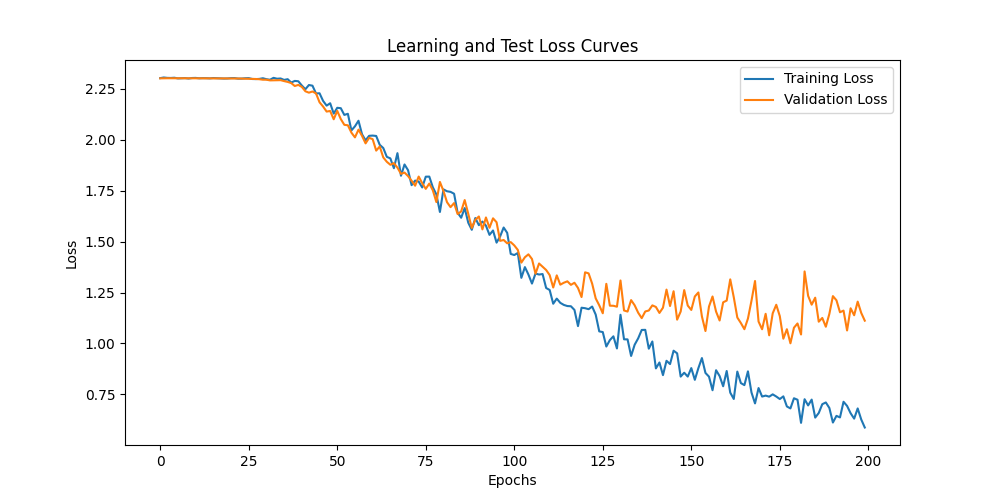 Learning and Test Loss Curves
Training Loss
Validation Loss
Loss
2.25
2.00
1.75
1.50
1.25
1.00
0.75
0 25 50 75 100 125 150 175 200
Epochs